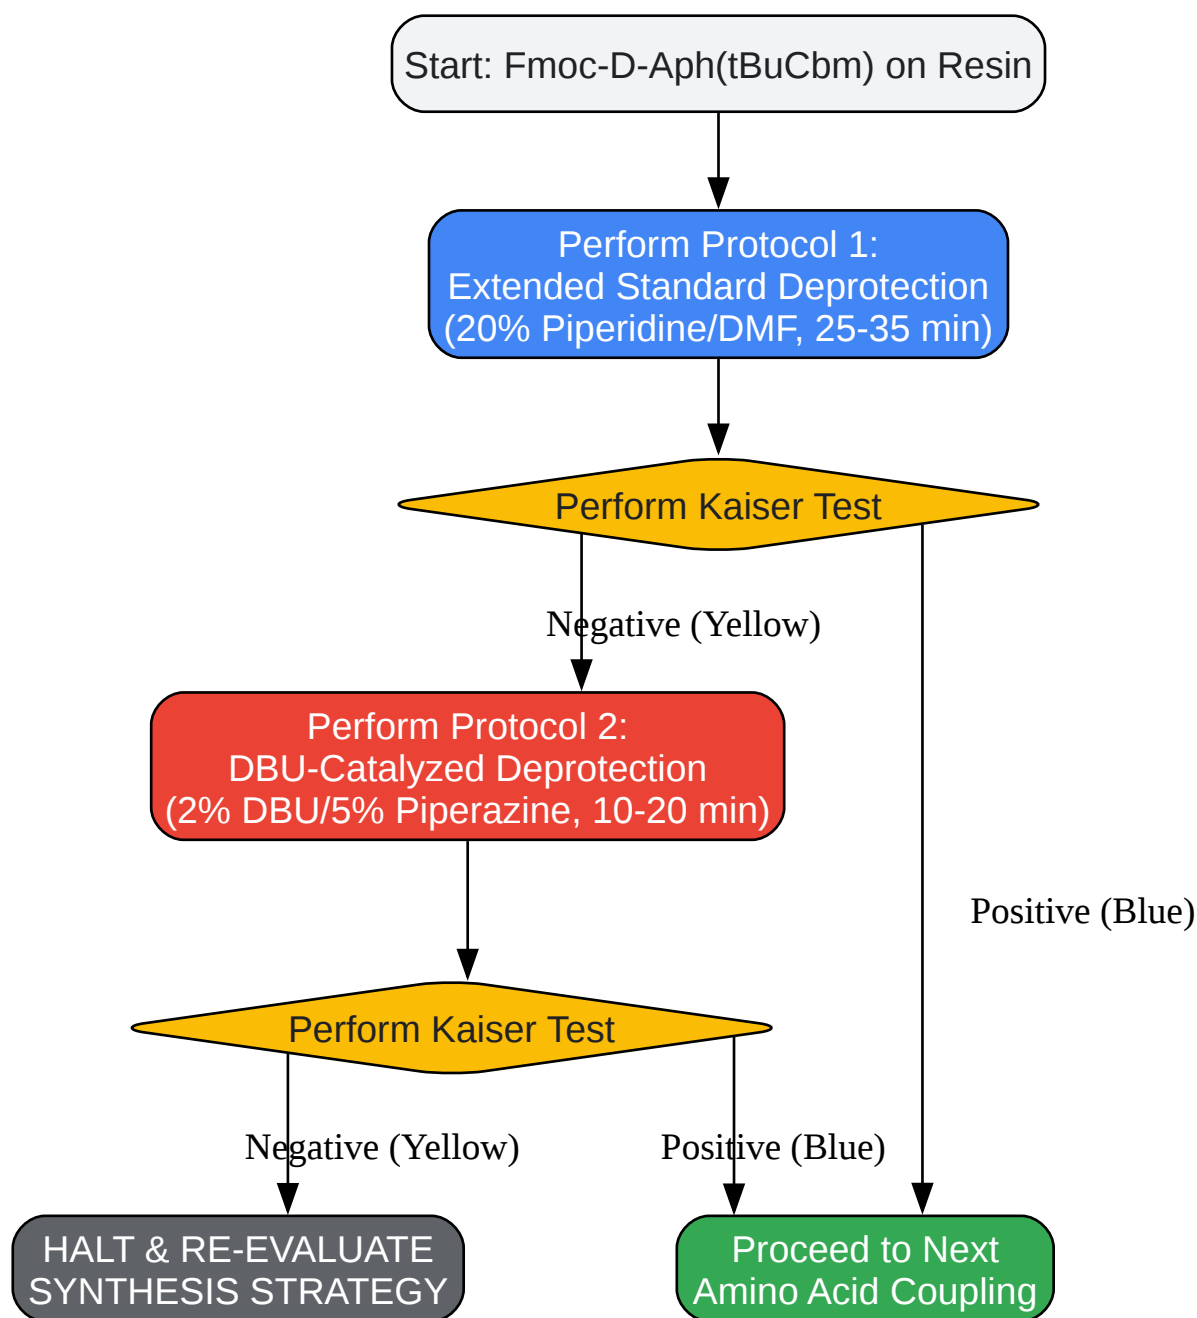 Start: Fmoc-D-Aph(tBuCbm) on Resin
Perform Protocol 1:
Extended Standard Deprotection
(20% Piperidine/DMF, 25-35 min)
Perform Kaiser Test
Negative (Yellow)
Perform Protocol 2:
DBU-Catalyzed Deprotection
(2% DBU/5% Piperazine, 10-20 min)
Positive (Blue)
Perform Kaiser Test
Negative (Yellow)
Positive (Blue)
HALT & RE-EVALUATE
SYNTHESIS STRATEGY
Proceed to Next
Amino Acid Coupling